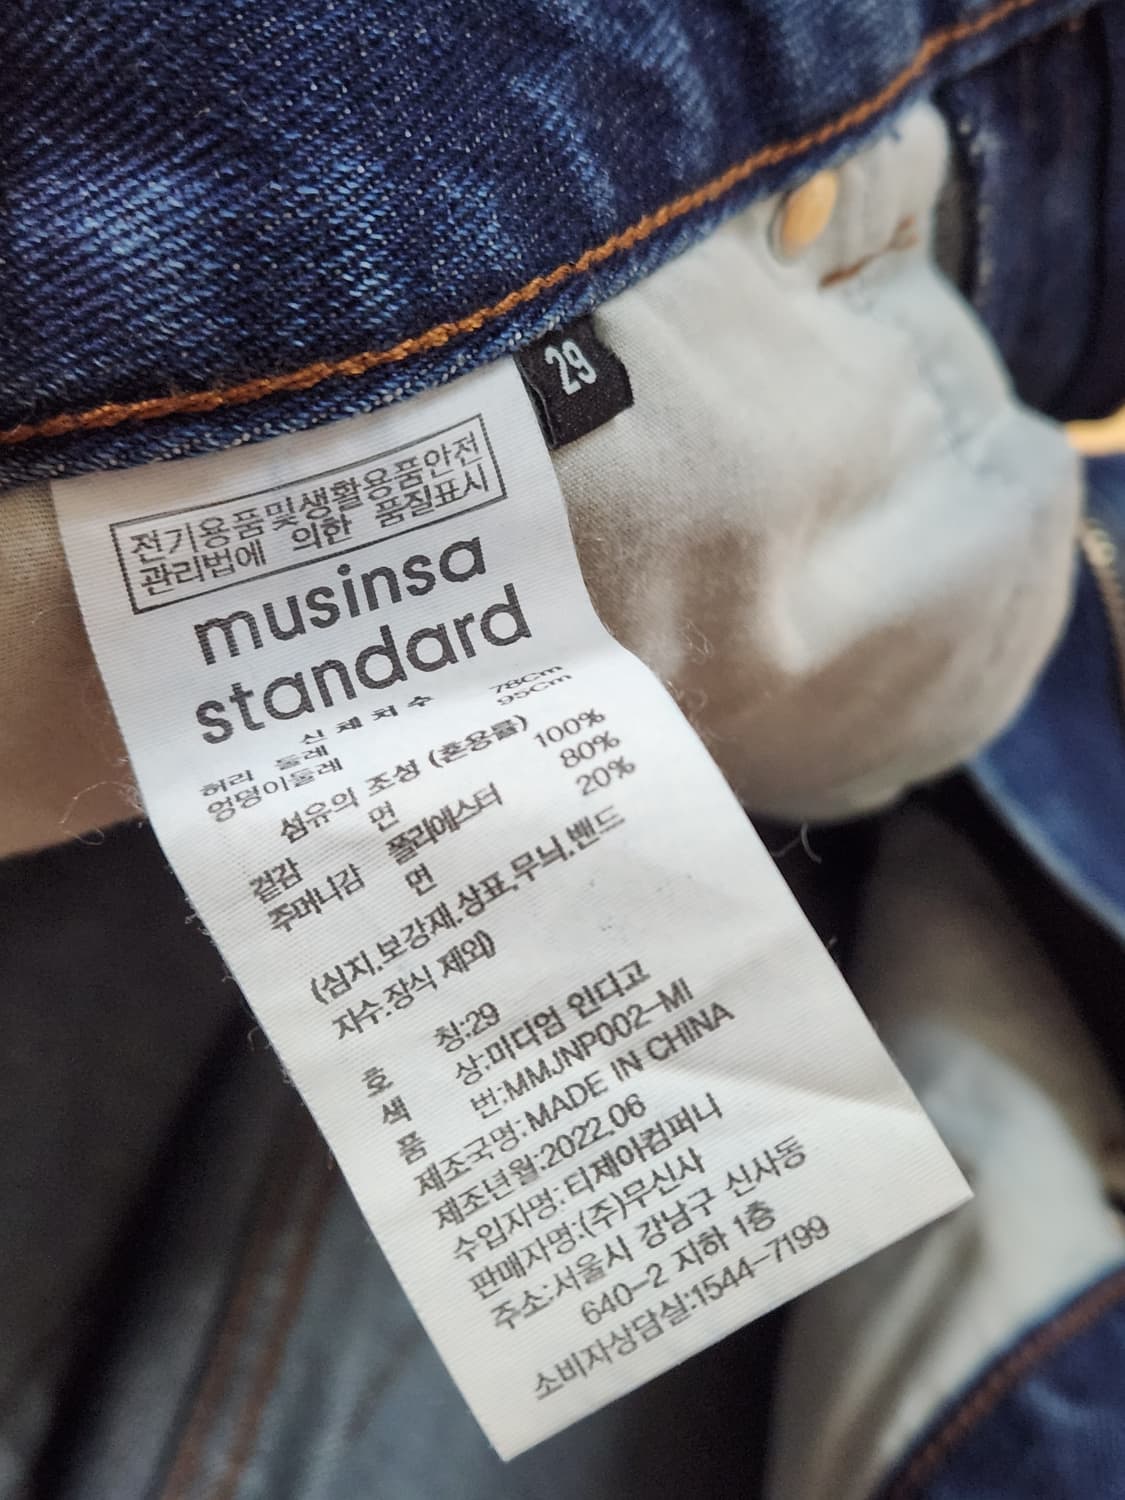 29
전기용품및생활용품안전
관리법에 의한 품질표시
musinsa
standard
신 체 치 수
허리 둘레 78Cm
엉덩이둘레 95Cm
섬유의 조성 (혼용률)
겉감 면 100%
주머니감 폴리에스터 80%
면 20%
(심지.보강재.상표.무늬.밴드
자수.장식 제외)
호 칭:29
색 상:미디엄 인디고
품 번:MMJNP002-MI
제조국명: MADE IN CHINA
제조년월:2022.06
수입자명: 티제아컴퍼니
판매자명:(주)무신사
주소:서울시 강남구 신사동
640-2 지하 1층
소비자상담실:1544-7199